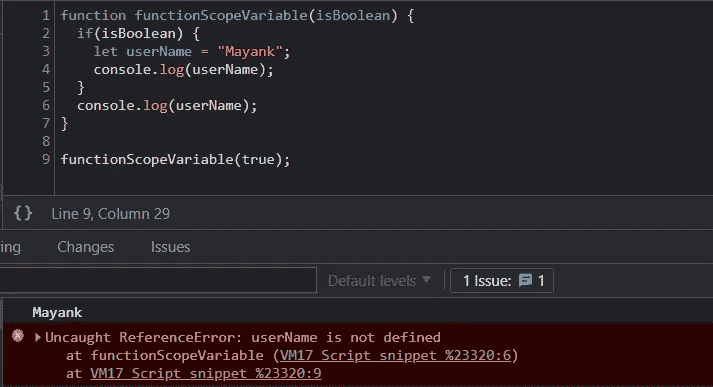 1 function functionScopeVariable(isBoolean) {
2   if(isBoolean) {
3     let userName = "Mayank";
4     console.log(userName);
5   }
6   console.log(userName);
7 }
8
9 functionScopeVariable(true);
{} Line 9, Column 29
ing Changes Issues
Default levels ▼ 1 Issue: 1
Mayank
Uncaught ReferenceError: userName is not defined
at functionScopeVariable (VM17 Script snippet %23320:6)
at VM17 Script snippet %23320:9